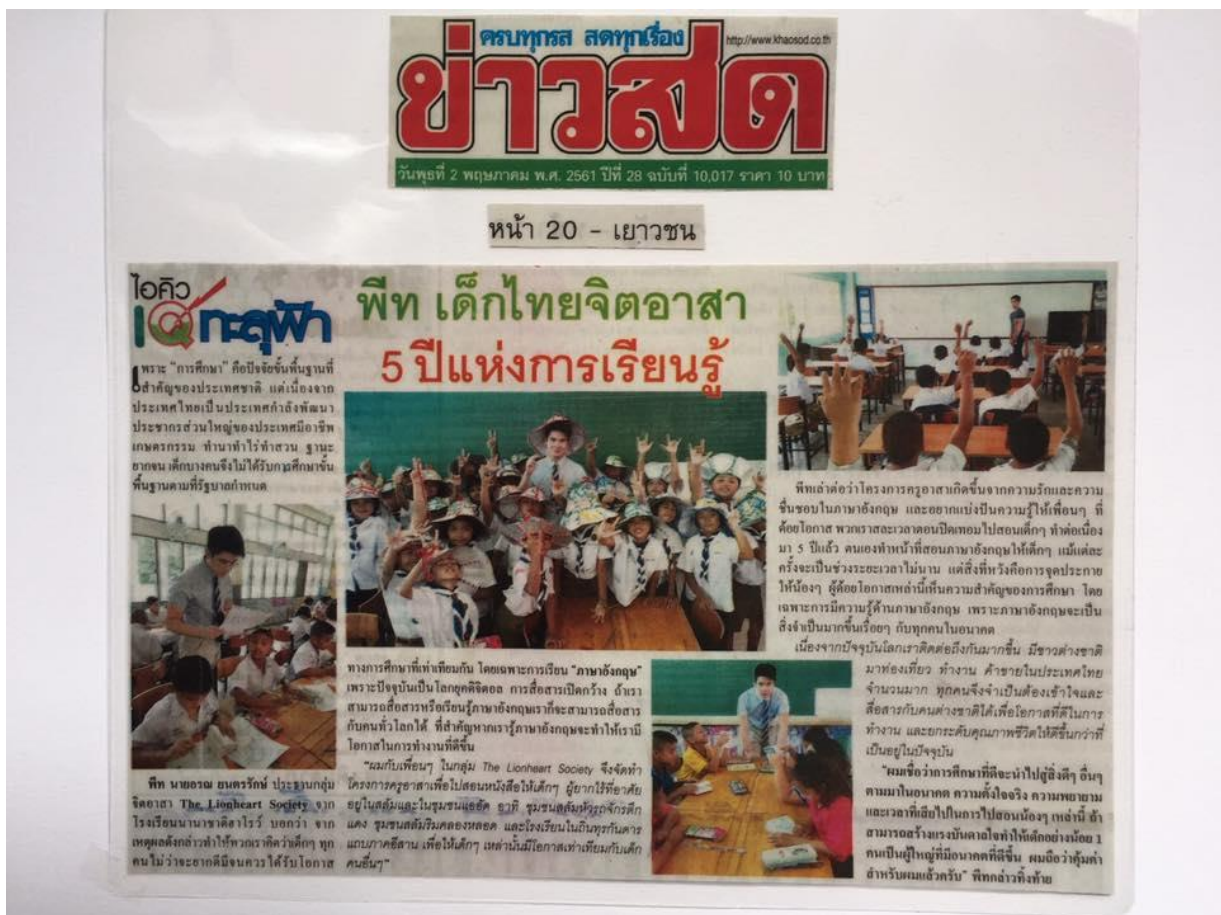 ครบทุกรส สดทุกเรื่อง
http://www.khaosod.co.th
ข่าวสด
วันพุธที่ 2 พฤษภาคม พ.ศ. 2561 ปีที่ 28 ฉบับที่ 10,017 ราคา 10 บาท
หน้า 20 - เยาวชน
ไอคิว
IQ ทะลุฟ้า
พีท เด็กไทยจิตอาสา
5 ปีแห่งการเรียนรู้
เพราะ "การศึกษา" คือปัจจัยขั้นพื้นฐานที่
สำคัญของประเทศชาติ แต่เนื่องจาก
ประเทศไทยเป็นประเทศกำลังพัฒนา
ประชากรส่วนใหญ่ของประเทศมีอาชีพ
เกษตรกรรม ทำนาทำไร่ทำสวน ฐานะ
ยากจน เด็กบางคนจึงไม่ได้รับการศึกษาขั้น
พื้นฐานตามที่รัฐบาลกำหนด
พีท นายอรณ ยนตรรักษ์ ประธานกลุ่ม
จิตอาสา The Lionheart Society จาก
โรงเรียนนานาชาติฮาโรว์ บอกว่า จาก
เหตุผลดังกล่าวทำให้พวกเราคิดว่าเด็กๆ ทุก
คนไม่ว่าจะยากดีมีจนควรได้รับโอกาส
ทางการศึกษาที่เท่าเทียมกัน โดยเฉพาะการเรียน "ภาษาอังกฤษ"
เพราะปัจจุบันเป็นโลกยุคดิจิตอล การสื่อสารเปิดกว้าง ถ้าเรา
สามารถสื่อสารหรือเรียนรู้ภาษาอังกฤษเราก็จะสามารถสื่อสาร
กับคนทั่วโลกได้ ที่สำคัญหากเรารู้ภาษาอังกฤษจะทำให้เรามี
โอกาสในการทำงานที่ดีขึ้น
"ผมกับเพื่อนๆ ในกลุ่ม The Lionheart Society จึงจัดทำ
โครงการครูอาสาเพื่อไปสอนหนังสือให้เด็กๆ ผู้ยากไร้ที่อาศัย
อยู่ในสลัมและในชุมชนแออัด อาทิ ชุมชนสลัมหัวรถจักรตึก
แดง ชุมชนสลัมริมคลองหลอด และโรงเรียนในถิ่นทุรกันดาร
แถบภาคอีสาน เพื่อให้เด็กๆ เหล่านั้นมีโอกาสเท่าเทียมกับเด็ก
คนอื่นๆ"
พีทเล่าต่อว่าโครงการครูอาสาเกิดขึ้นจากความรักและความ
ชื่นชอบในภาษาอังกฤษ และอยากแบ่งปันความรู้ให้เพื่อนๆ ที่
ด้อยโอกาส พวกเราสละเวลาตอนปิดเทอมไปสอนเด็กๆ ทำต่อเนื่อง
มา 5 ปีแล้ว ตนเองทำหน้าที่สอนภาษาอังกฤษให้เด็กๆ แม้แต่ละ
ครั้งจะเป็นช่วงระยะเวลาไม่นาน แต่สิ่งที่หวังคือการจุดประกาย
ให้น้องๆ ผู้ด้อยโอกาสเหล่านี้เห็นความสำคัญของการศึกษา โดย
เฉพาะการมีความรู้ด้านภาษาอังกฤษ เพราะภาษาอังกฤษจะเป็น
สิ่งจำเป็นมากขึ้นเรื่อยๆ กับทุกคนในอนาคต
เนื่องจากปัจจุบันโลกเราติดต่อถึงกันมากขึ้น มีชาวต่างชาติ
มาท่องเที่ยว ทำงาน ค้าขายในประเทศไทย
จำนวนมาก ทุกคนจึงจำเป็นต้องเข้าใจและ
สื่อสารกับคนต่างชาติได้เพื่อโอกาสที่ดีในการ
ทำงาน และยกระดับคุณภาพชีวิตให้ดีขึ้นกว่าที่
เป็นอยู่ในปัจจุบัน
"ผมเชื่อว่าการศึกษาที่ดีจะนำไปสู่สิ่งดีๆ อื่นๆ
ตามมาในอนาคต ความตั้งใจจริง ความพยายาม
และเวลาที่เสียไปในการไปสอนน้องๆ เหล่านี้ ถ้า
สามารถสร้างแรงบันดาลใจทำให้เด็กอย่างน้อย 1
คนเป็นผู้ใหญ่ที่มีอนาคตที่ดีขึ้น ผมถือว่าคุ้มค่า
สำหรับผมแล้วครับ" พีทกล่าวทิ้งท้าย